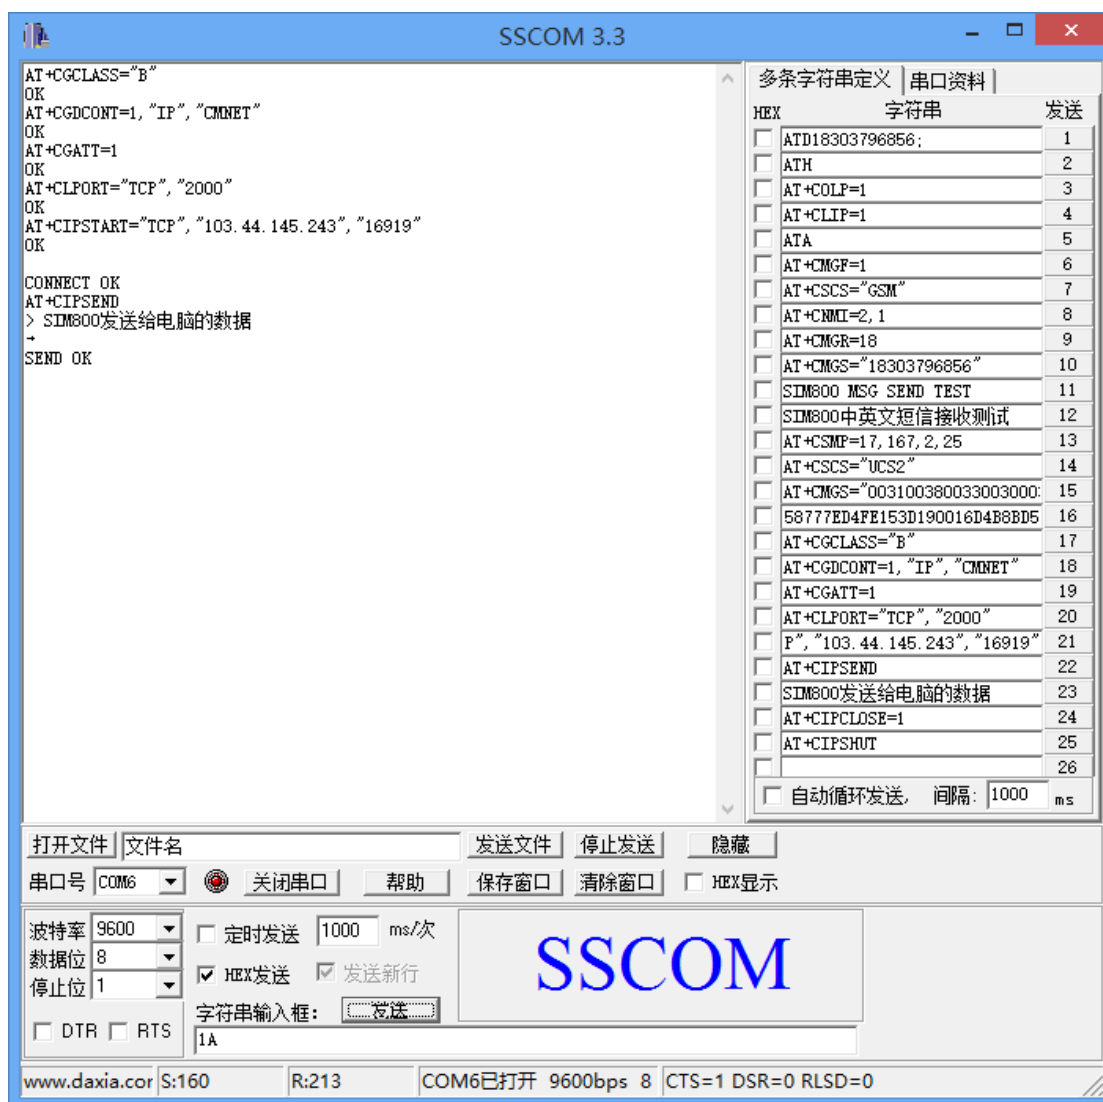 SSCOM 3.3
AT+CGCLASS="B"
OK
AT+CGDCONT=1,"IP","CMNET"
OK
AT+CGATT=1
OK
AT+CLPORT="TCP","2000"
OK
AT+CIPSTART="TCP","103.44.145.243","16919"
OK
CONNECT OK
AT+CIPSEND
> SIM800发送给电脑的数据
→
SEND OK
多条字符串定义 串口资料
HEX 字符串 发送
ATD18303796856; 1
ATH 2
AT+COLP=1 3
AT+CLIP=1 4
ATA 5
AT+CMGF=1 6
AT+CSCS="GSM" 7
AT+CNMI=2,1 8
AT+CMGR=18 9
AT+CMGS="18303796856" 10
SIM800 MSG SEND TEST 11
SIM800中英文短信接收测试 12
AT+CSMP=17,167,2,25 13
AT+CSCS="UCS2" 14
AT+CMGS="003100380033003000 15
58777ED4FE153D190016D4B8BD5 16
AT+CGCLASS="B" 17
AT+CGDCONT=1,"IP","CMNET" 18
AT+CGATT=1 19
AT+CLPORT="TCP","2000" 20
P","103.44.145.243","16919" 21
AT+CIPSEND 22
SIM800发送给电脑的数据 23
AT+CIPCLOSE=1 24
AT+CIPSHUT 25
26
自动循环发送, 间隔: 1000 ms
打开文件 文件名 发送文件 停止发送 隐藏
串口号 COM6 关闭串口 帮助 保存窗口 清除窗口 HEX显示
波特率 9600 定时发送 1000 ms/次
数据位 8 HEX发送 发送新行
停止位 1 字符串输入框: 发送
DTR RTS 1A
SSCOM
www.daxia.cor S:160 R:213 COM6已打开 9600bps 8 CTS=1 DSR=0 RLSD=0